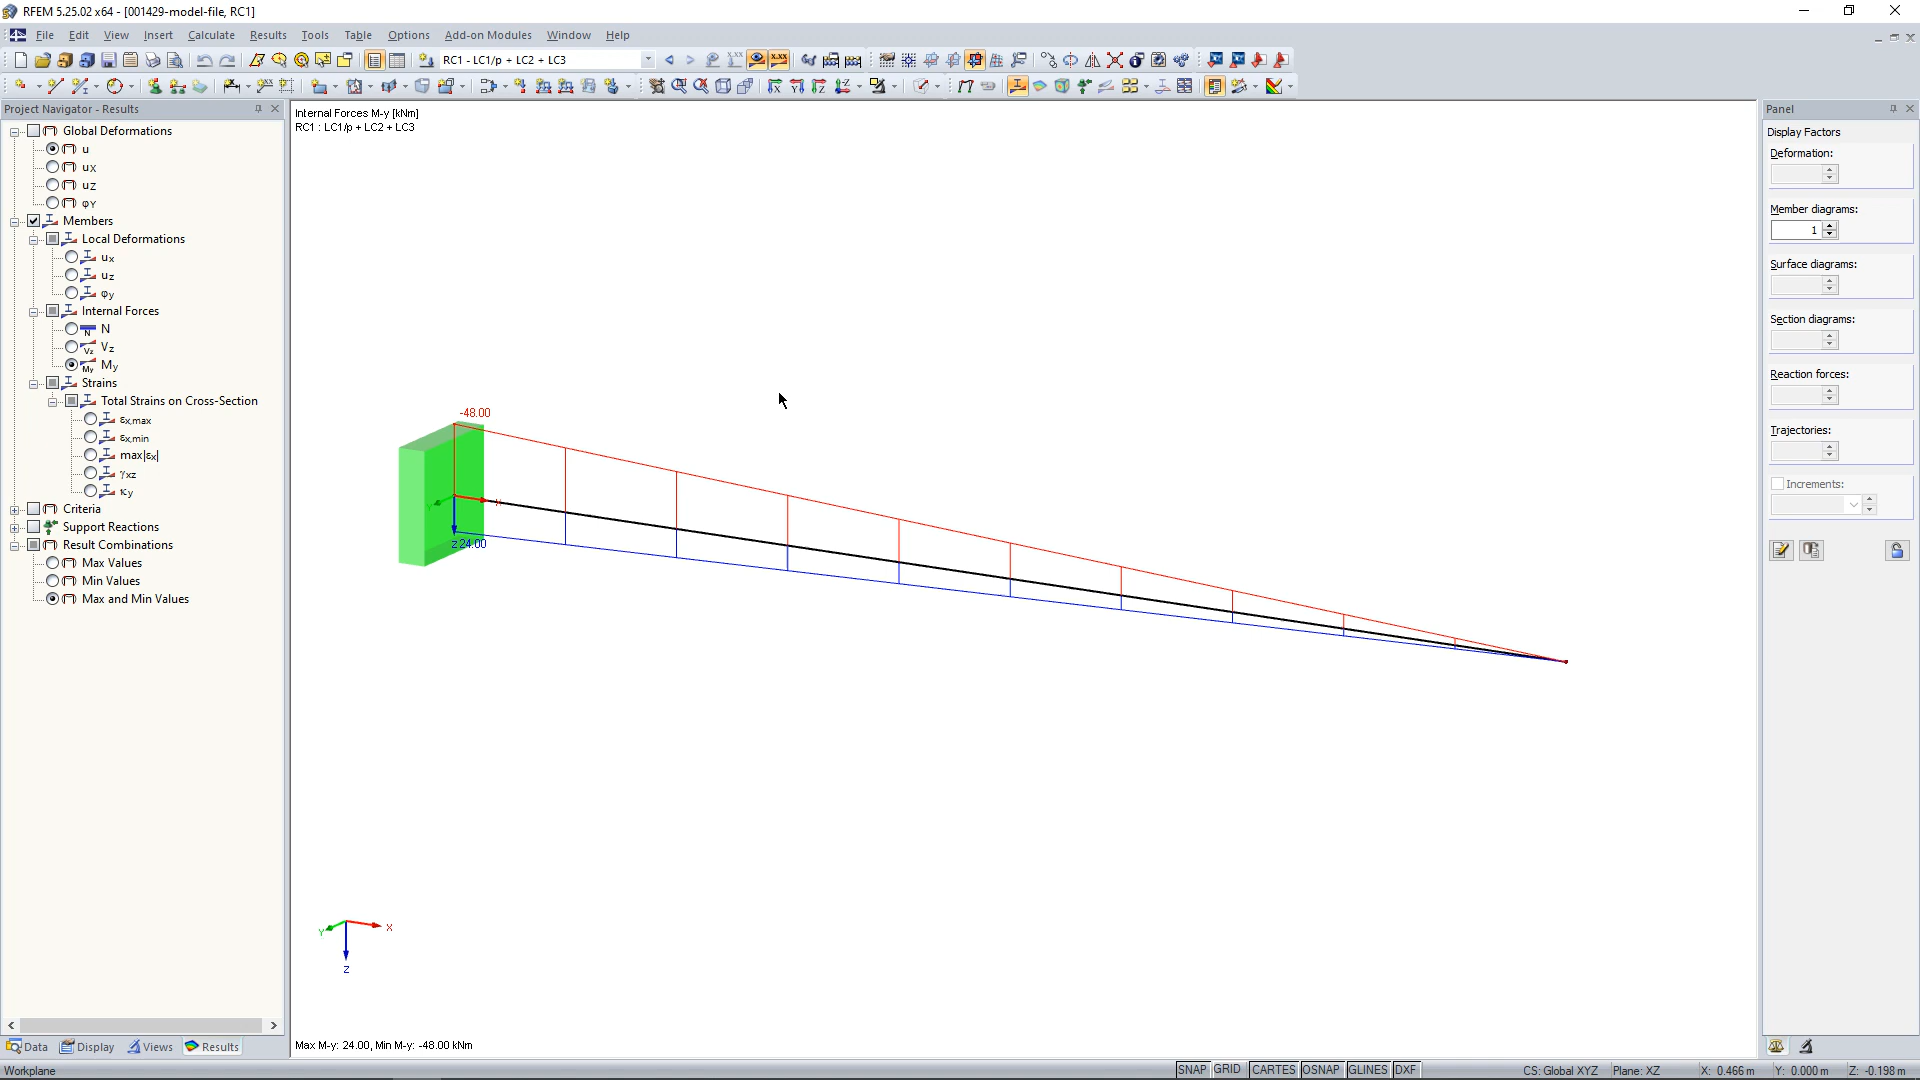 RFEM 5.25.02 x64 - [001429-model-file, RC1]
File Edit View Insert Calculate Results Tools Table Options Add-on Modules Window Help
RC1 - LC1/p + LC2 + LC3
Project Navigator - Results
Global Deformations
u
uX
uZ
φY
Members
Local Deformations
ux
uz
φy
Internal Forces
N
Vz
My
Strains
Total Strains on Cross-Section
εx,max
εx,min
max|εx|
γxz
κy
Criteria
Support Reactions
Result Combinations
Max Values
Min Values
Max and Min Values
Data Display Views Results
Internal Forces M-y [kNm]
RC1 : LC1/p + LC2 + LC3
-48.00
Y
X
Z 24.00
Y
X
Z
Max M-y: 24.00, Min M-y: -48.00 kNm
Panel
Display Factors
Deformation:
Member diagrams:
1
Surface diagrams:
Section diagrams:
Reaction forces:
Trajectories:
Increments:
Workplane
SNAP GRID CARTES OSNAP GLINES DXF
CS: Global XYZ Plane: XZ X: 0.466 m Y: 0.000 m Z: -0.198 m